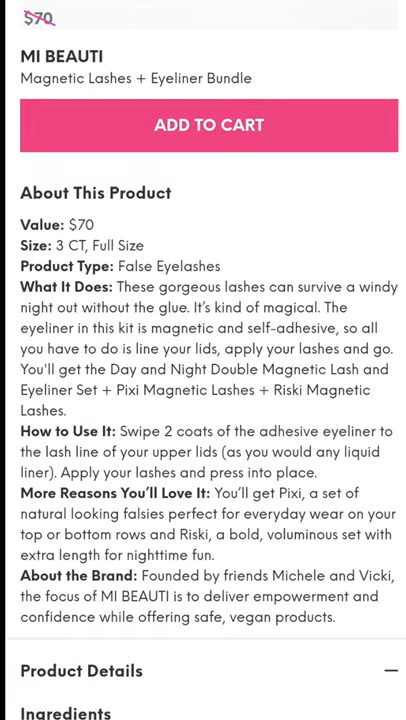 $70
MI BEAUTI
Magnetic Lashes + Eyeliner Bundle
ADD TO CART
About This Product
Value: $70
Size: 3 CT, Full Size
Product Type: False Eyelashes
What It Does: These gorgeous lashes can survive a windy
night out without the glue. It’s kind of magical. The
eyeliner in this kit is magnetic and self-adhesive, so all
you have to do is line your lids, apply your lashes and go.
You'll get the Day and Night Double Magnetic Lash and
Eyeliner Set + Pixi Magnetic Lashes + Riski Magnetic
Lashes.
How to Use It: Swipe 2 coats of the adhesive eyeliner to
the lash line of your upper lids (as you would any liquid
liner). Apply your lashes and press into place.
More Reasons You’ll Love It: You’ll get Pixi, a set of
natural looking falsies perfect for everyday wear on your
top or bottom rows and Riski, a bold, voluminous set with
extra length for nighttime fun.
About the Brand: Founded by friends Michele and Vicki,
the focus of MI BEAUTI is to deliver empowerment and
confidence while offering safe, vegan products.
Product Details
Ingredients